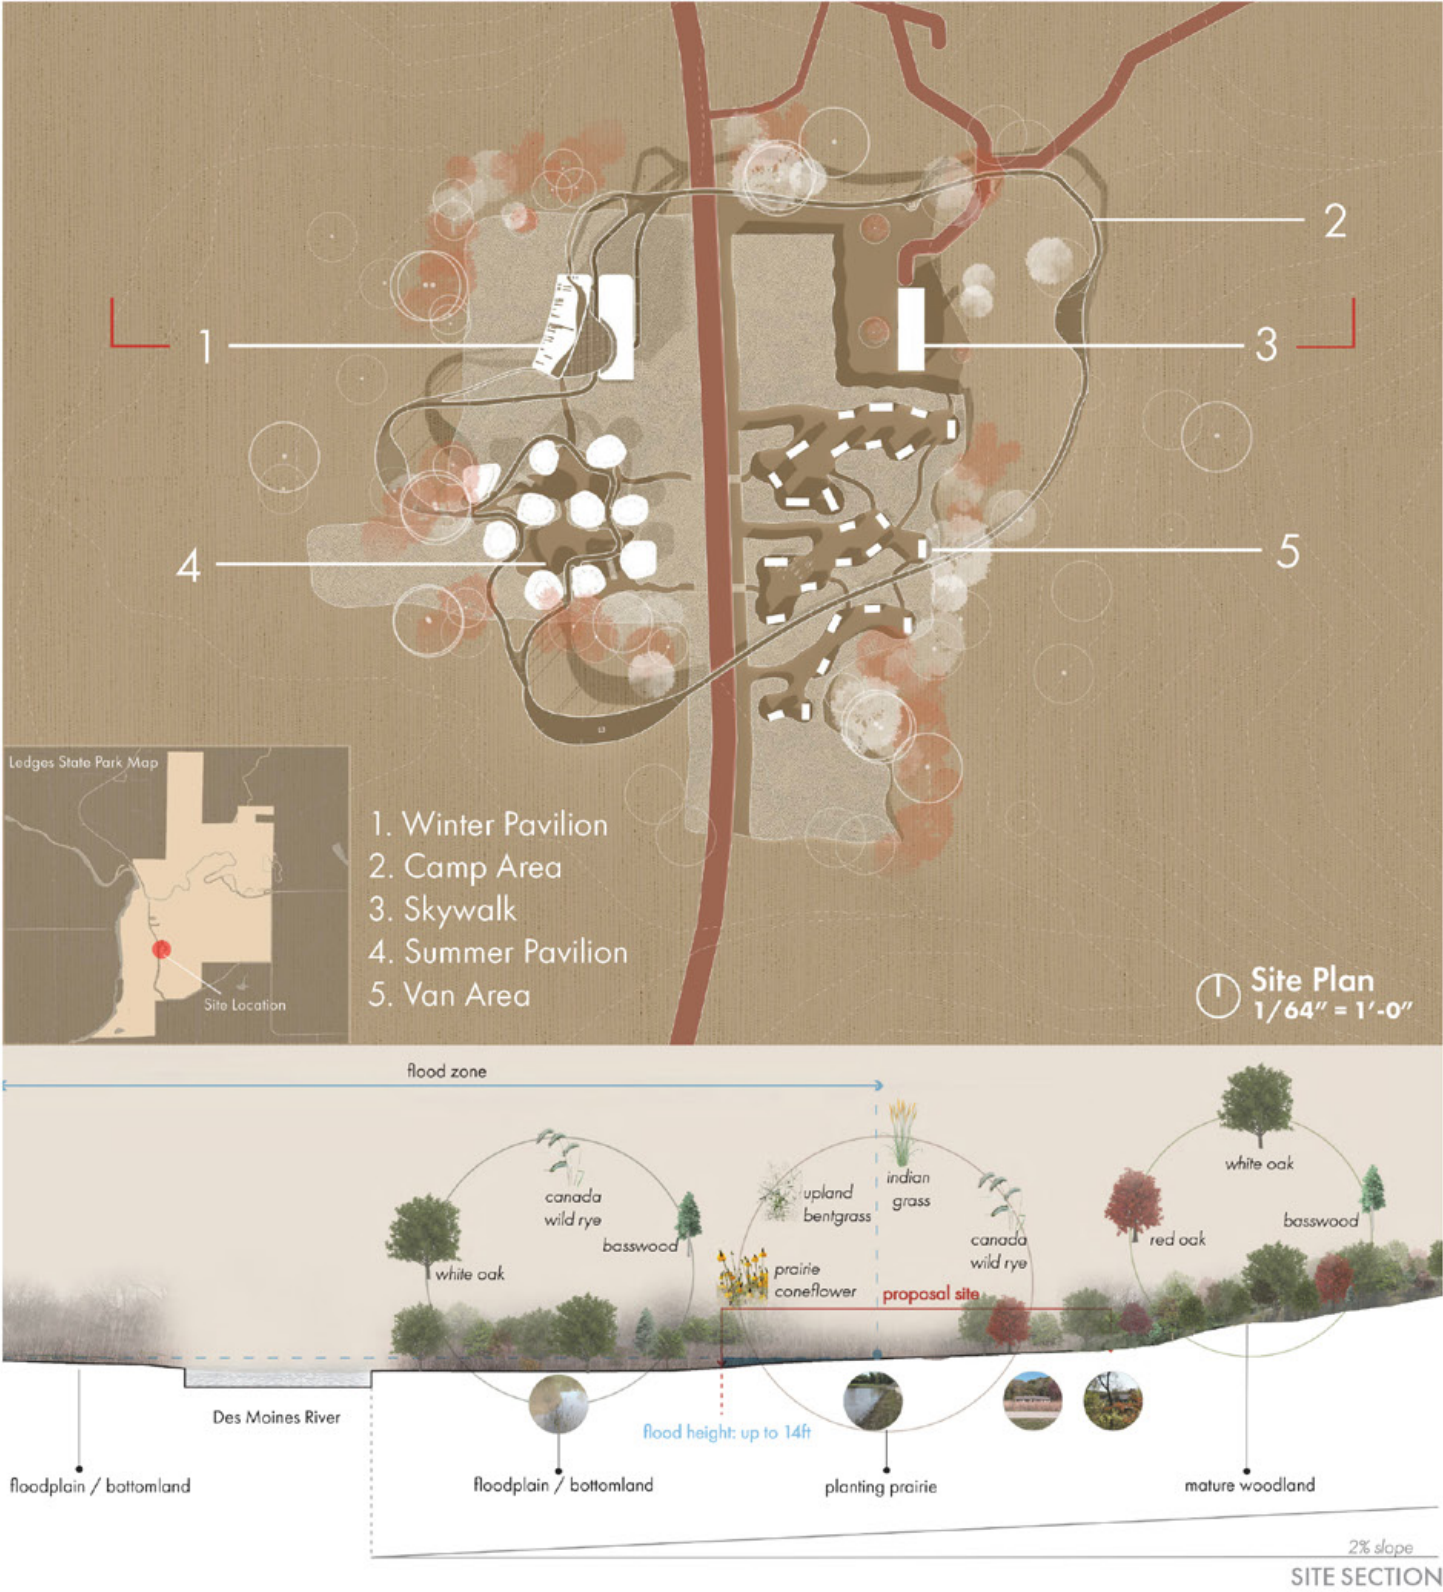 2
1
3
4
5
Ledges State Park Map
Site Location
1. Winter Pavilion
2. Camp Area
3. Skywalk
4. Summer Pavilion
5. Van Area
Site Plan
1/64" = 1'-0"
flood zone
white oak
canada
wild rye
basswood
upland
bentgrass
indian
grass
prairie
coneflower
canada
wild rye
proposal site
white oak
red oak
basswood
Des Moines River
flood height: up to 14ft
floodplain / bottomland
floodplain / bottomland
planting prairie
mature woodland
2% slope
SITE SECTION